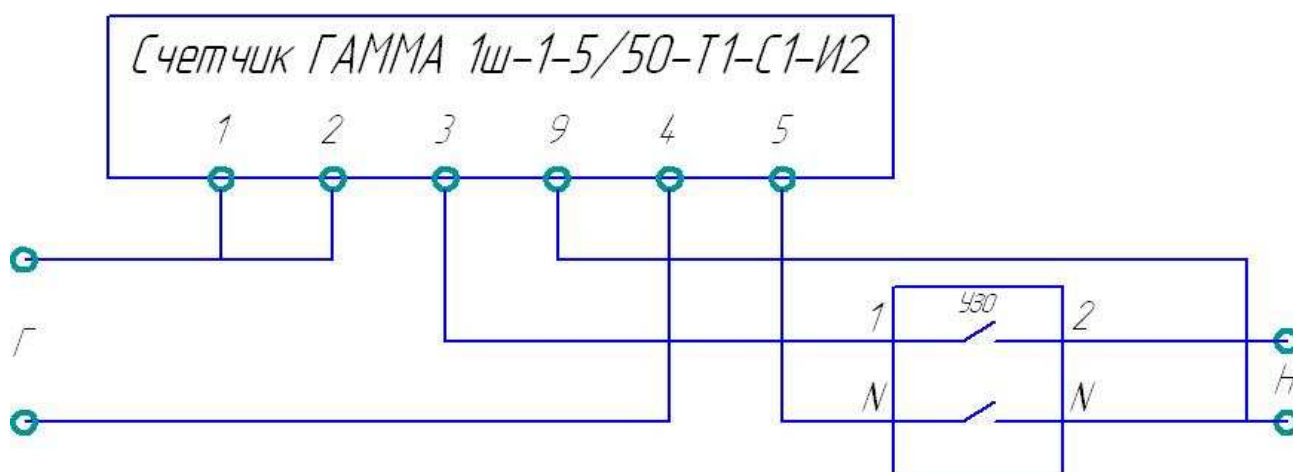 Счетчик ГАММА 1ш-1-5/50-Т1-С1-И2
1 2 3 9 4 5
УЗО
1 2
Г
Н
N N